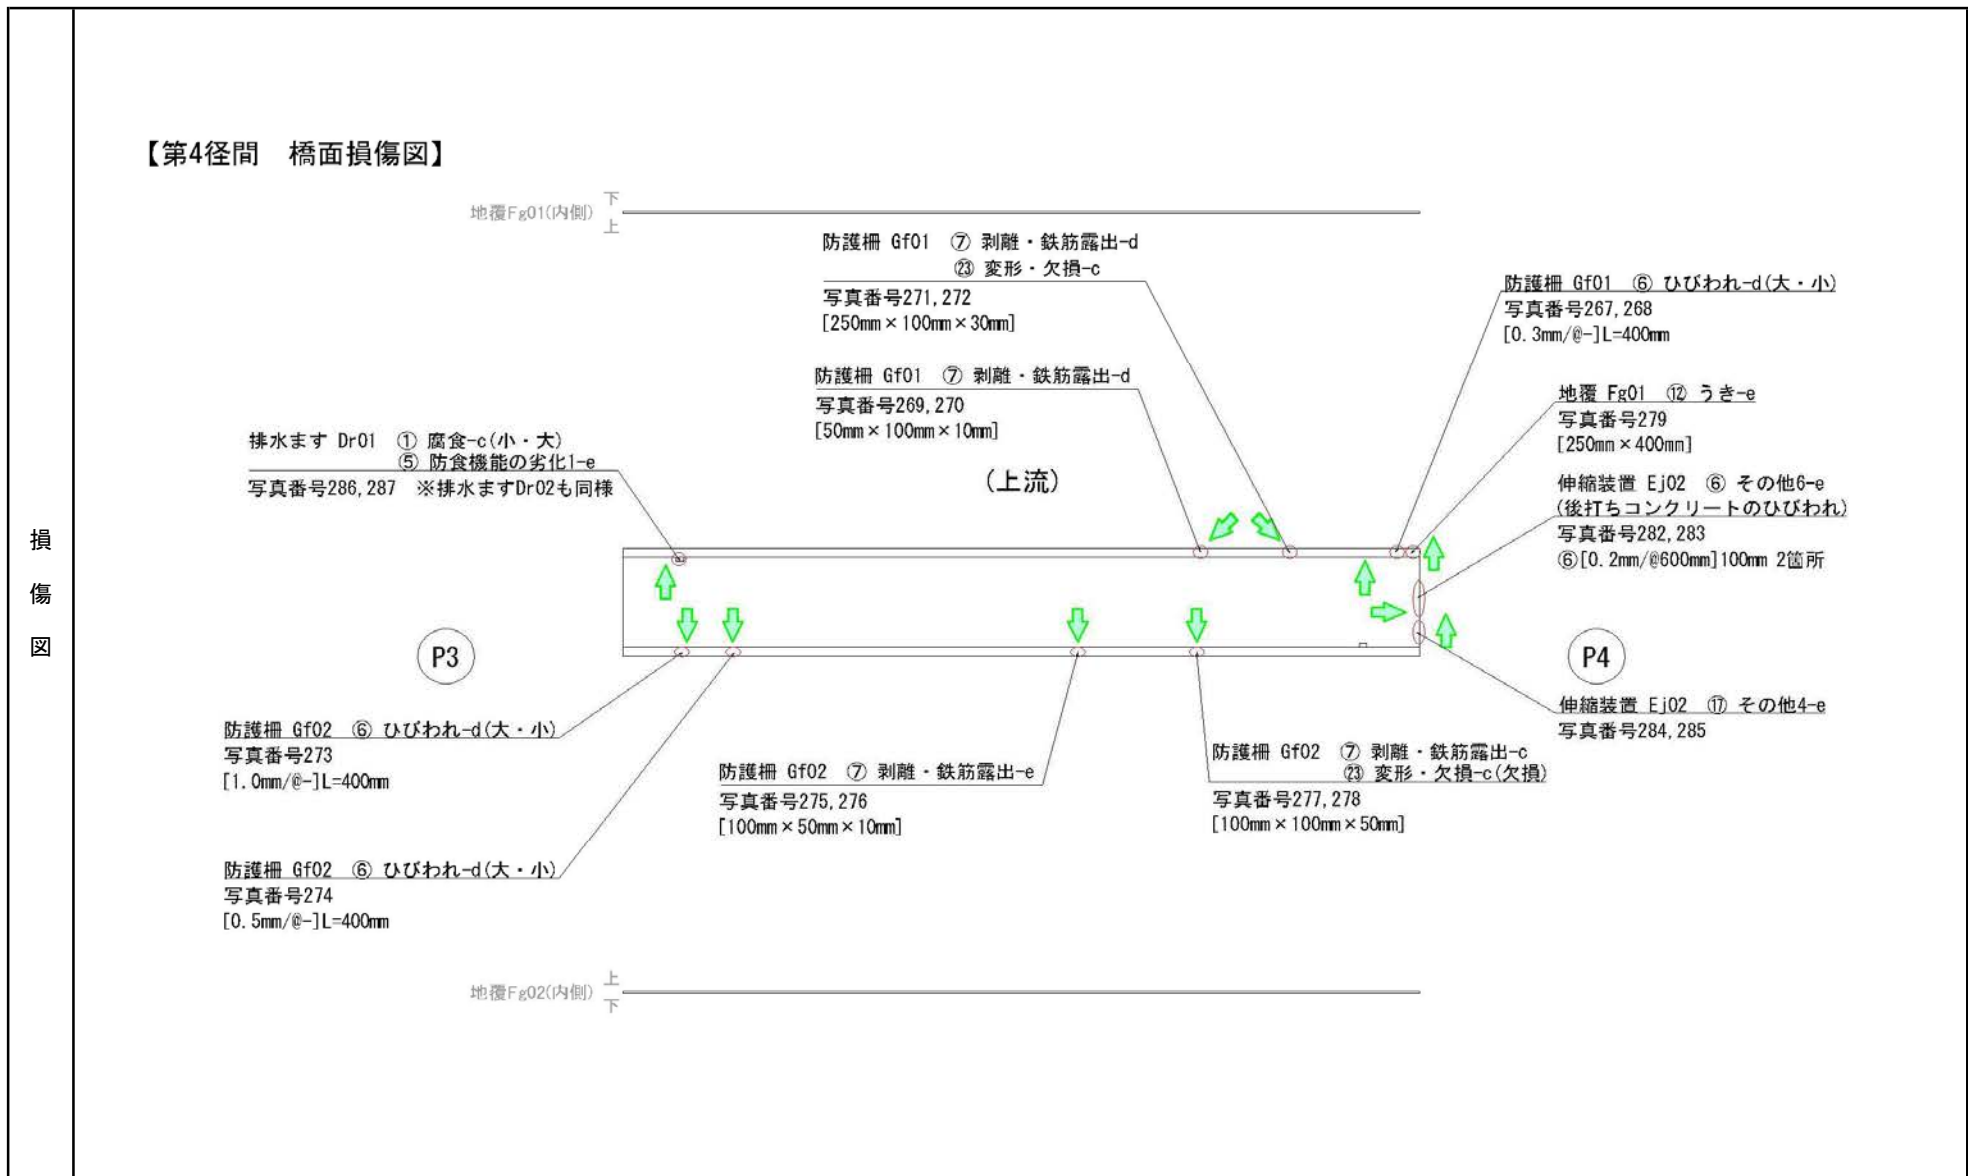 損傷図
【第4径間　橋面損傷図】
地覆Fg01(内側)
下
上
防護柵 Gf01　⑦ 剥離・鉄筋露出-d
㉓ 変形・欠損-c
写真番号271,272
[250mm×100mm×30mm]
防護柵 Gf01　⑥ ひびわれ-d(大・小)
写真番号267,268
[0.3mm/@-]L=400mm
防護柵 Gf01　⑦ 剥離・鉄筋露出-d
写真番号269,270
[50mm×100mm×10mm]
地覆 Fg01　⑫ うき-e
写真番号279
[250mm×400mm]
排水ます Dr01　① 腐食-c(小・大)
⑤ 防食機能の劣化1-e
写真番号286,287　※排水ますDr02も同様
(上流)
伸縮装置 Ej02　⑥ その他6-e
(後打ちコンクリートのひびわれ)
写真番号282,283
⑥[0.2mm/@600mm]100mm 2箇所
P3
P4
伸縮装置 Ej02　⑰ その他4-e
写真番号284,285
防護柵 Gf02　⑥ ひびわれ-d(大・小)
写真番号273
[1.0mm/@-]L=400mm
防護柵 Gf02　⑦ 剥離・鉄筋露出-e
写真番号275,276
[100mm×50mm×10mm]
防護柵 Gf02　⑦ 剥離・鉄筋露出-c
㉓ 変形・欠損-c(欠損)
写真番号277,278
[100mm×100mm×50mm]
防護柵 Gf02　⑥ ひびわれ-d(大・小)
写真番号274
[0.5mm/@-]L=400mm
地覆Fg02(内側)
上
下